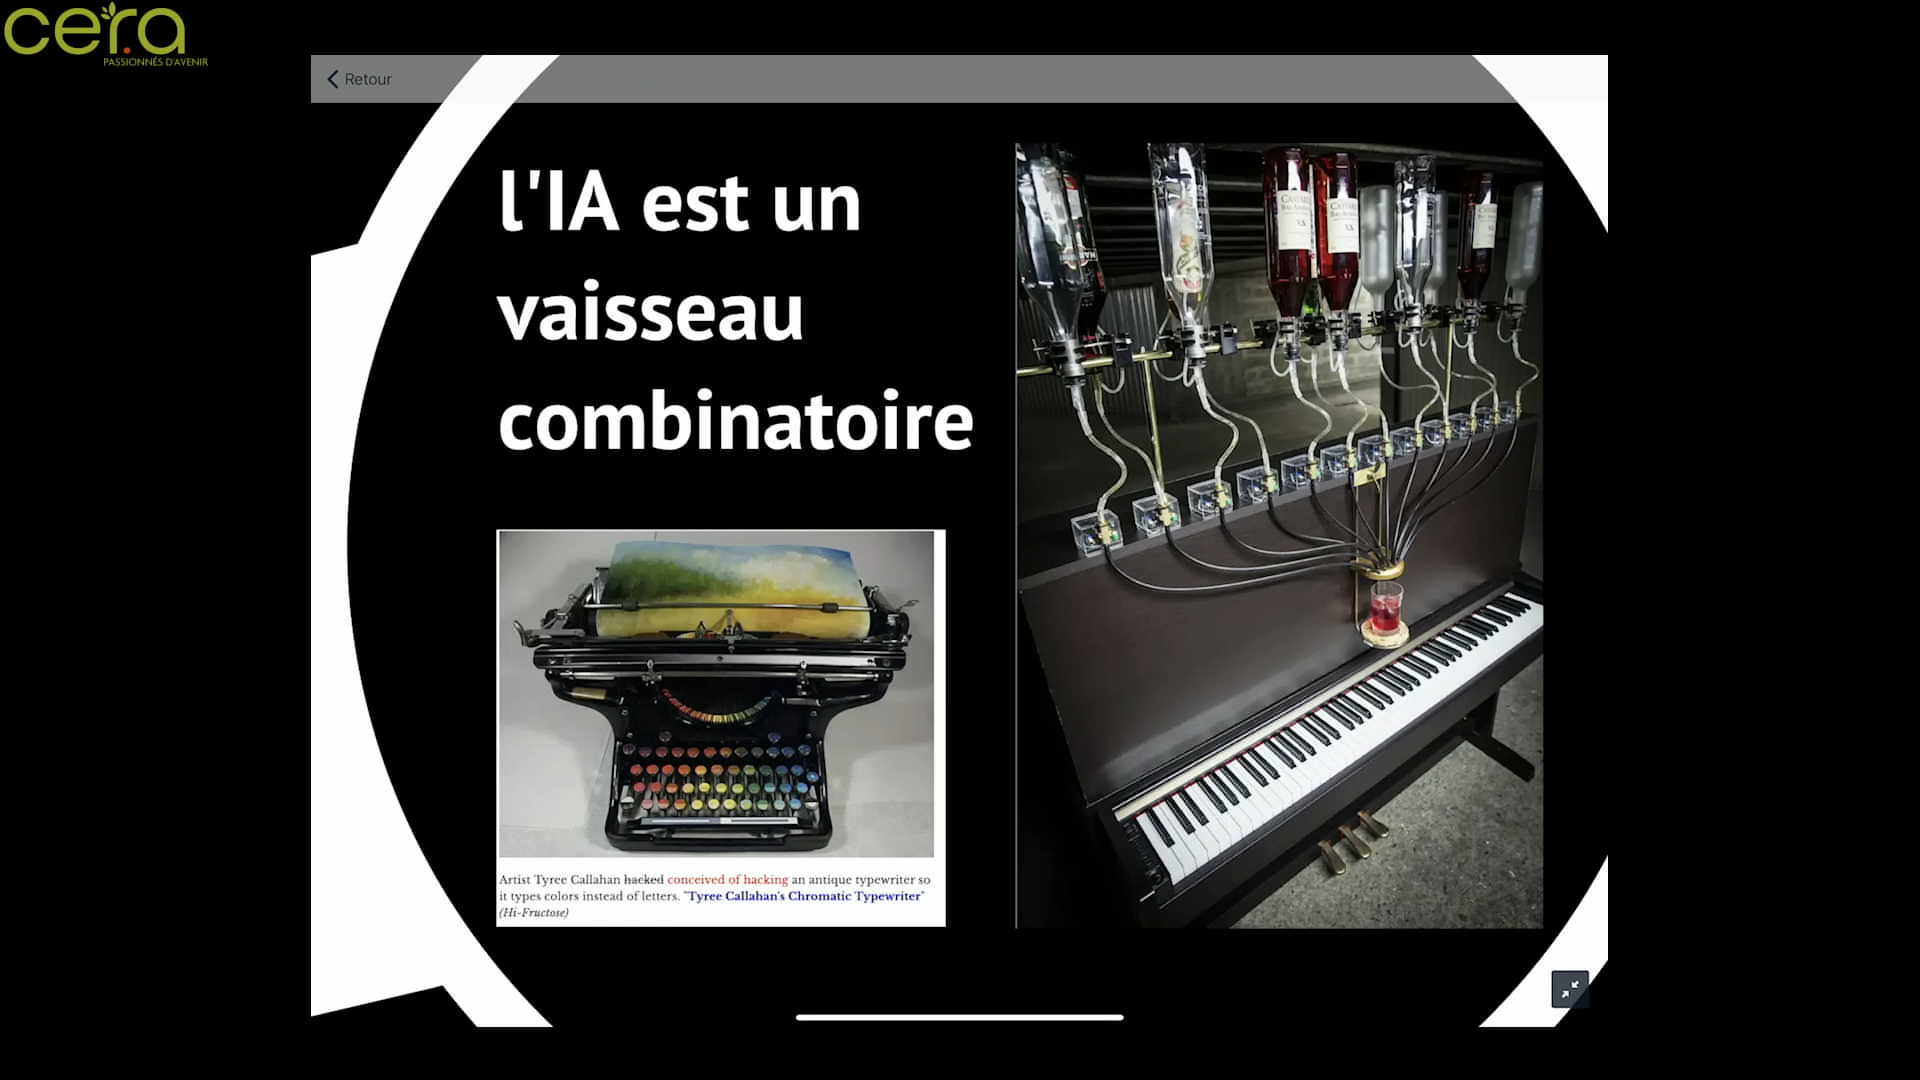 cera
PASSIONNÉS D'AVENIR
Retour
l'IA est un
vaisseau
combinatoire
Artist Tyree Callahan hacked conceived of hacking an antique typewriter so
it types colors instead of letters. "Tyree Callahan's Chromatic Typewriter"
(Hi-Fructose)